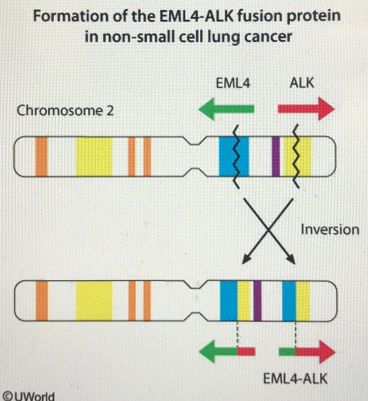 Formation of the EML4-ALK fusion protein
in non-small cell lung cancer
EML4 ALK
Chromosome 2
Inversion
EML4-ALK
©UWorld